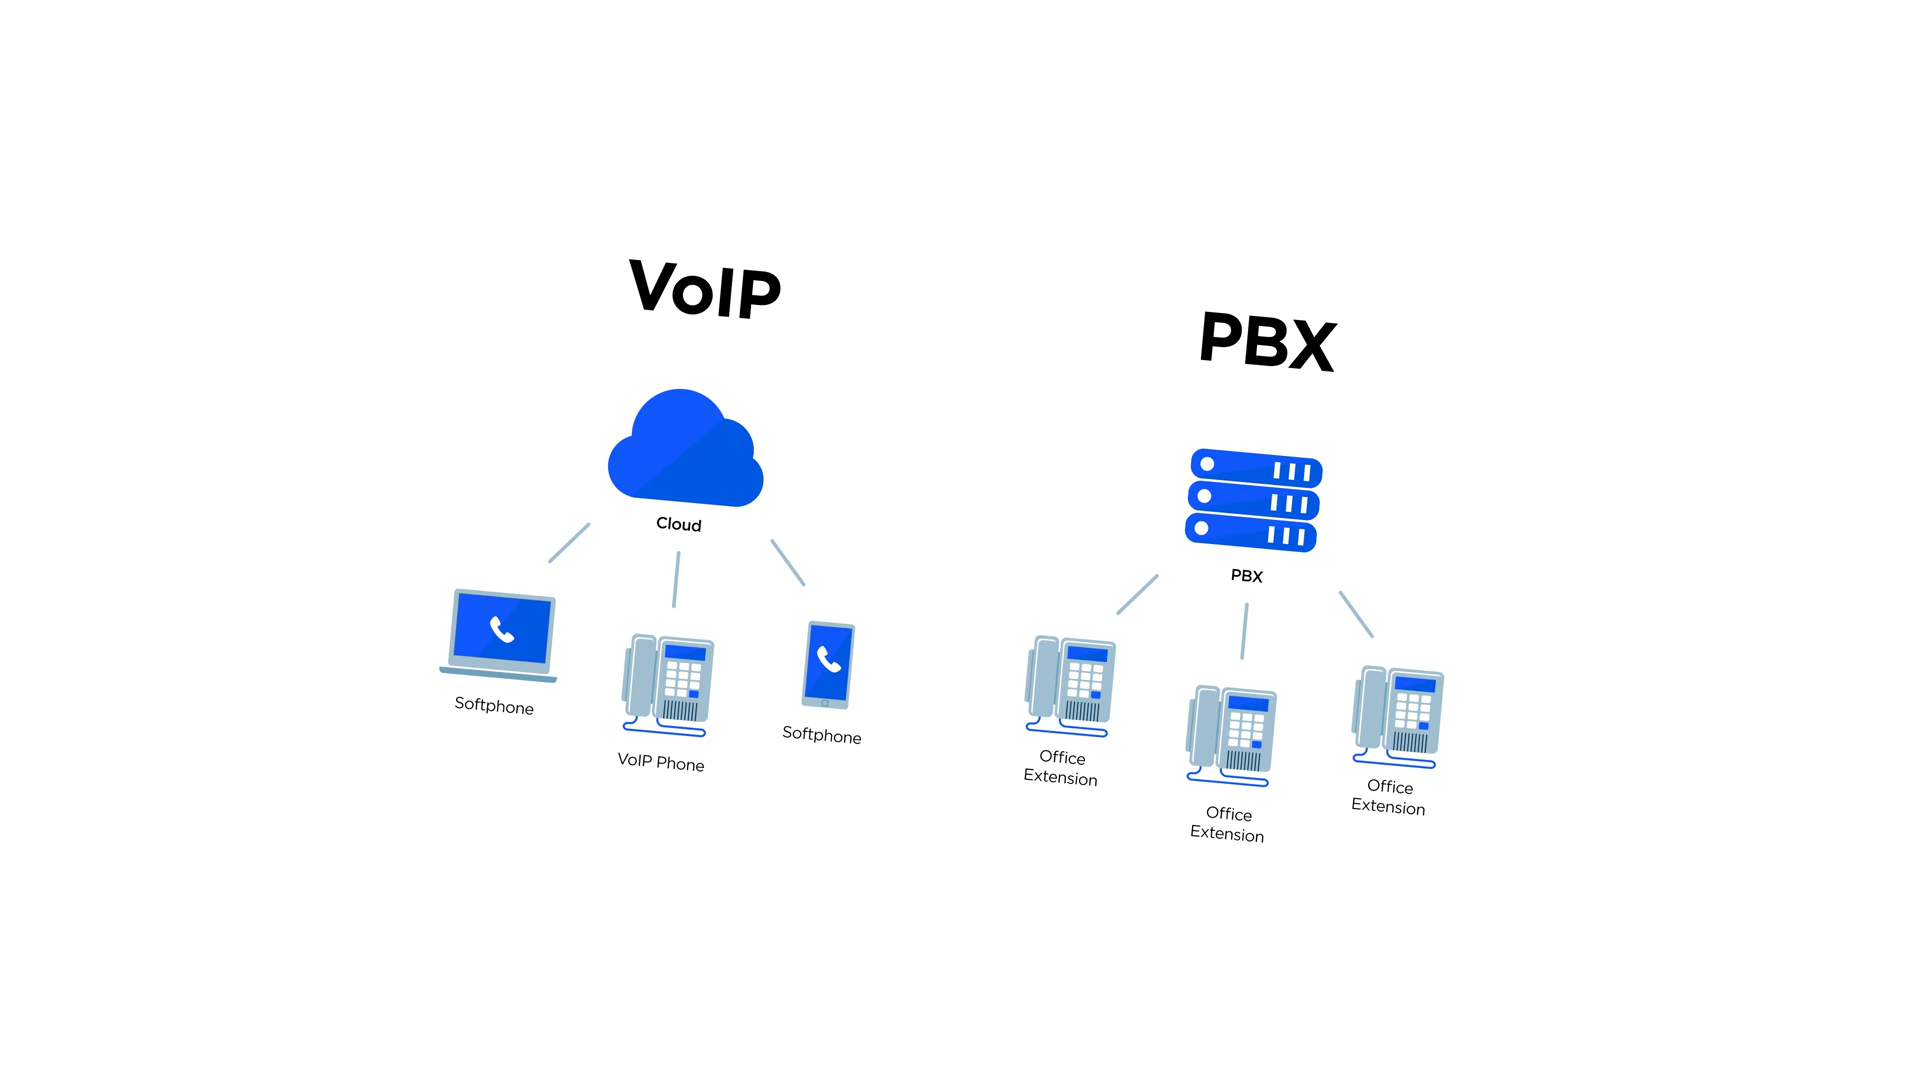 VoIP
Cloud
Softphone
VoIP Phone
Softphone
PBX
PBX
Office
Extension
Office
Extension
Office
Extension